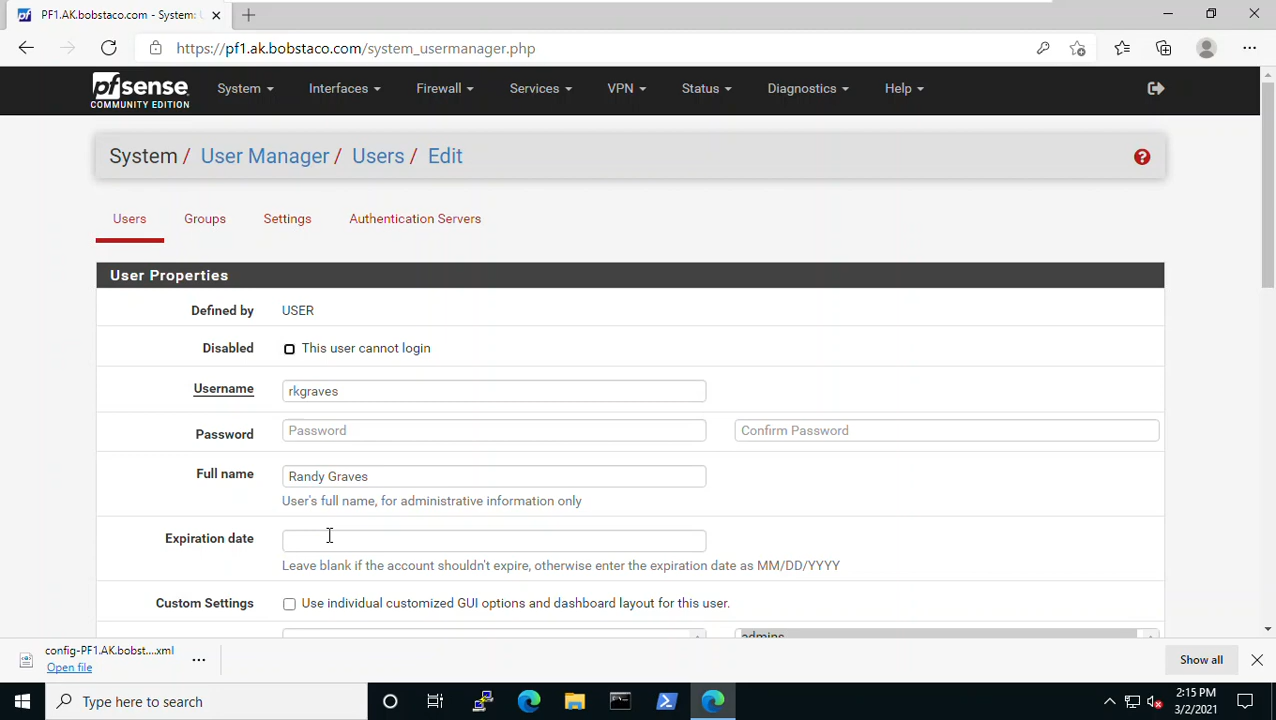 PF1.AK.bobstaco.com - System:
https://pf1.ak.bobstaco.com/system_usermanager.php
pfsense
COMMUNITY EDITION
System Interfaces Firewall Services VPN Status Diagnostics Help
System / User Manager / Users / Edit
Users Groups Settings Authentication Servers
User Properties
Defined by USER
Disabled This user cannot login
Username rkgraves
Password Password Confirm Password
Full name Randy Graves
User's full name, for administrative information only
Expiration date
Leave blank if the account shouldn't expire, otherwise enter the expiration date as MM/DD/YYYY
Custom Settings Use individual customized GUI options and dashboard layout for this user.
admins
config-PF1.AK.bobst....xml
Open file
Show all
Type here to search
2:15 PM
3/2/2021